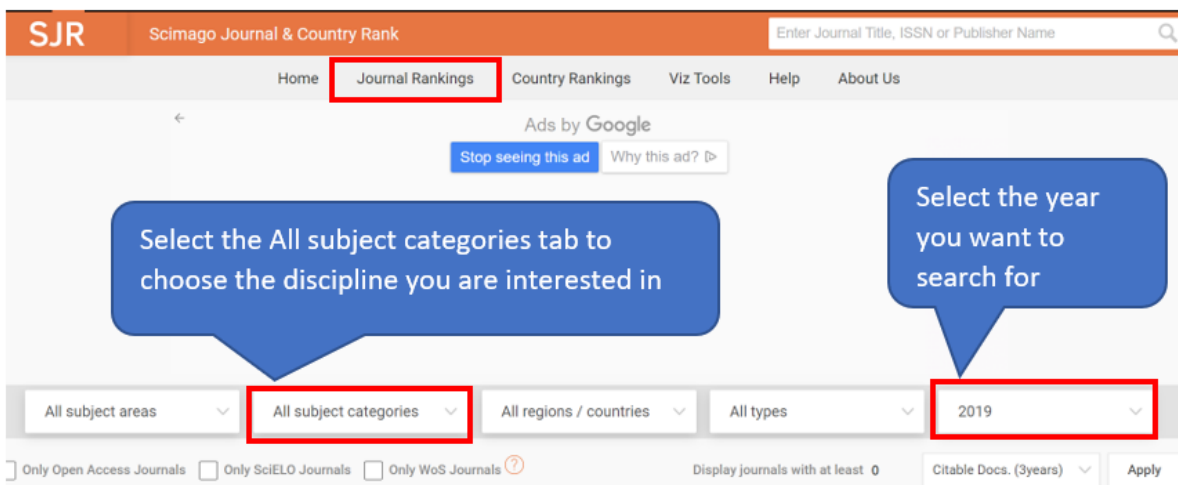 SJR Scimago Journal & Country Rank Enter Journal Title, ISSN or Publisher Name
Home Journal Rankings Country Rankings Viz Tools Help About Us
Ads by Google
Stop seeing this ad Why this ad?
Select the All subject categories tab to
choose the discipline you are interested in
Select the year
you want to
search for
All subject areas All subject categories All regions / countries All types 2019
Only Open Access Journals Only SciELO Journals Only WoS Journals ? Display journals with at least 0 Citable Docs. (3years) Apply